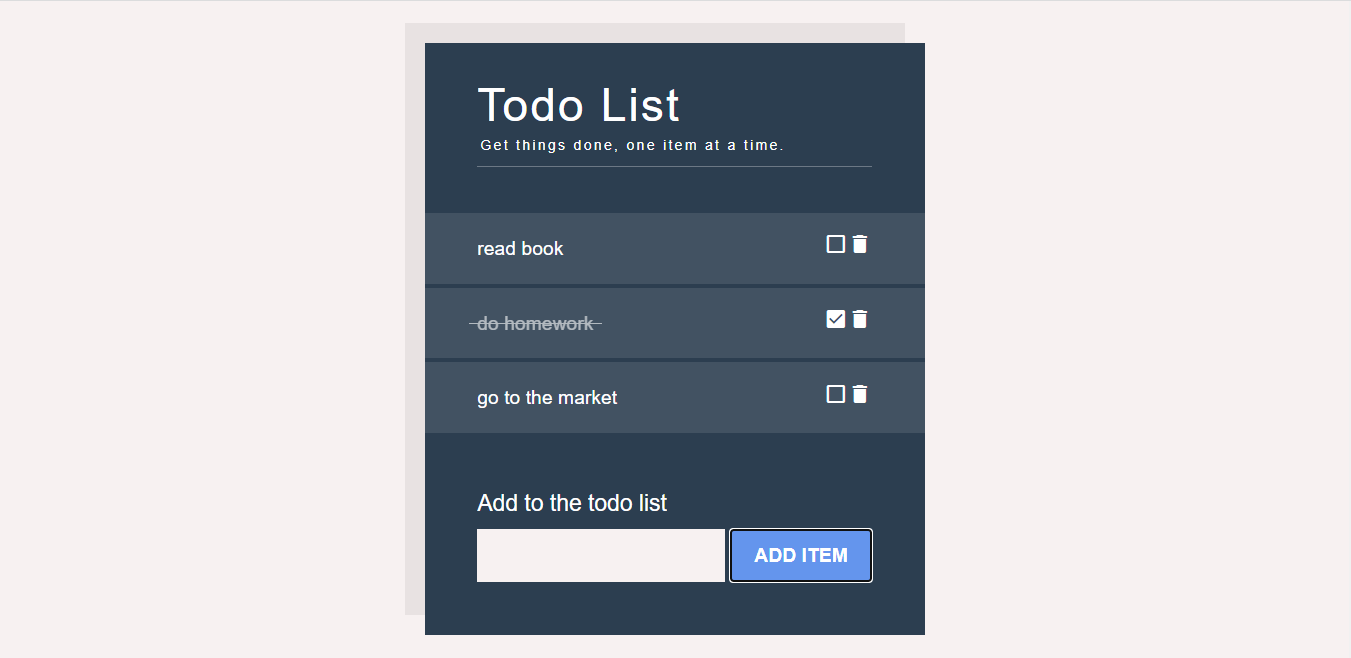 Todo List
Get things done, one item at a time.
read book
do homework
go to the market
Add to the todo list
ADD ITEM